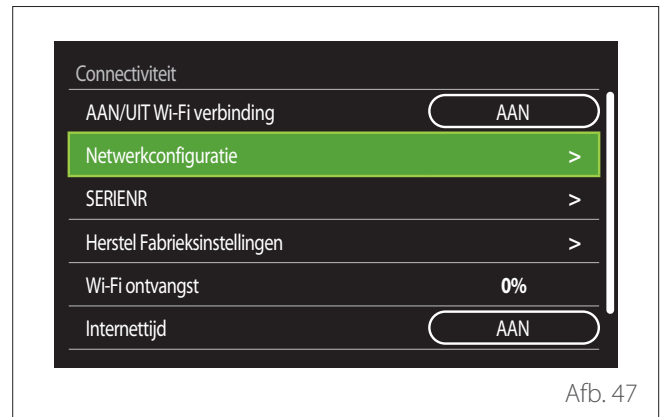 Connectiviteit
AAN/UIT Wi-Fi verbinding AAN
Netwerkconfiguratie >
SERIENR >
Herstel Fabrieksinstellingen >
Wi-Fi ontvangst 0%
Internettijd AAN
Afb. 47